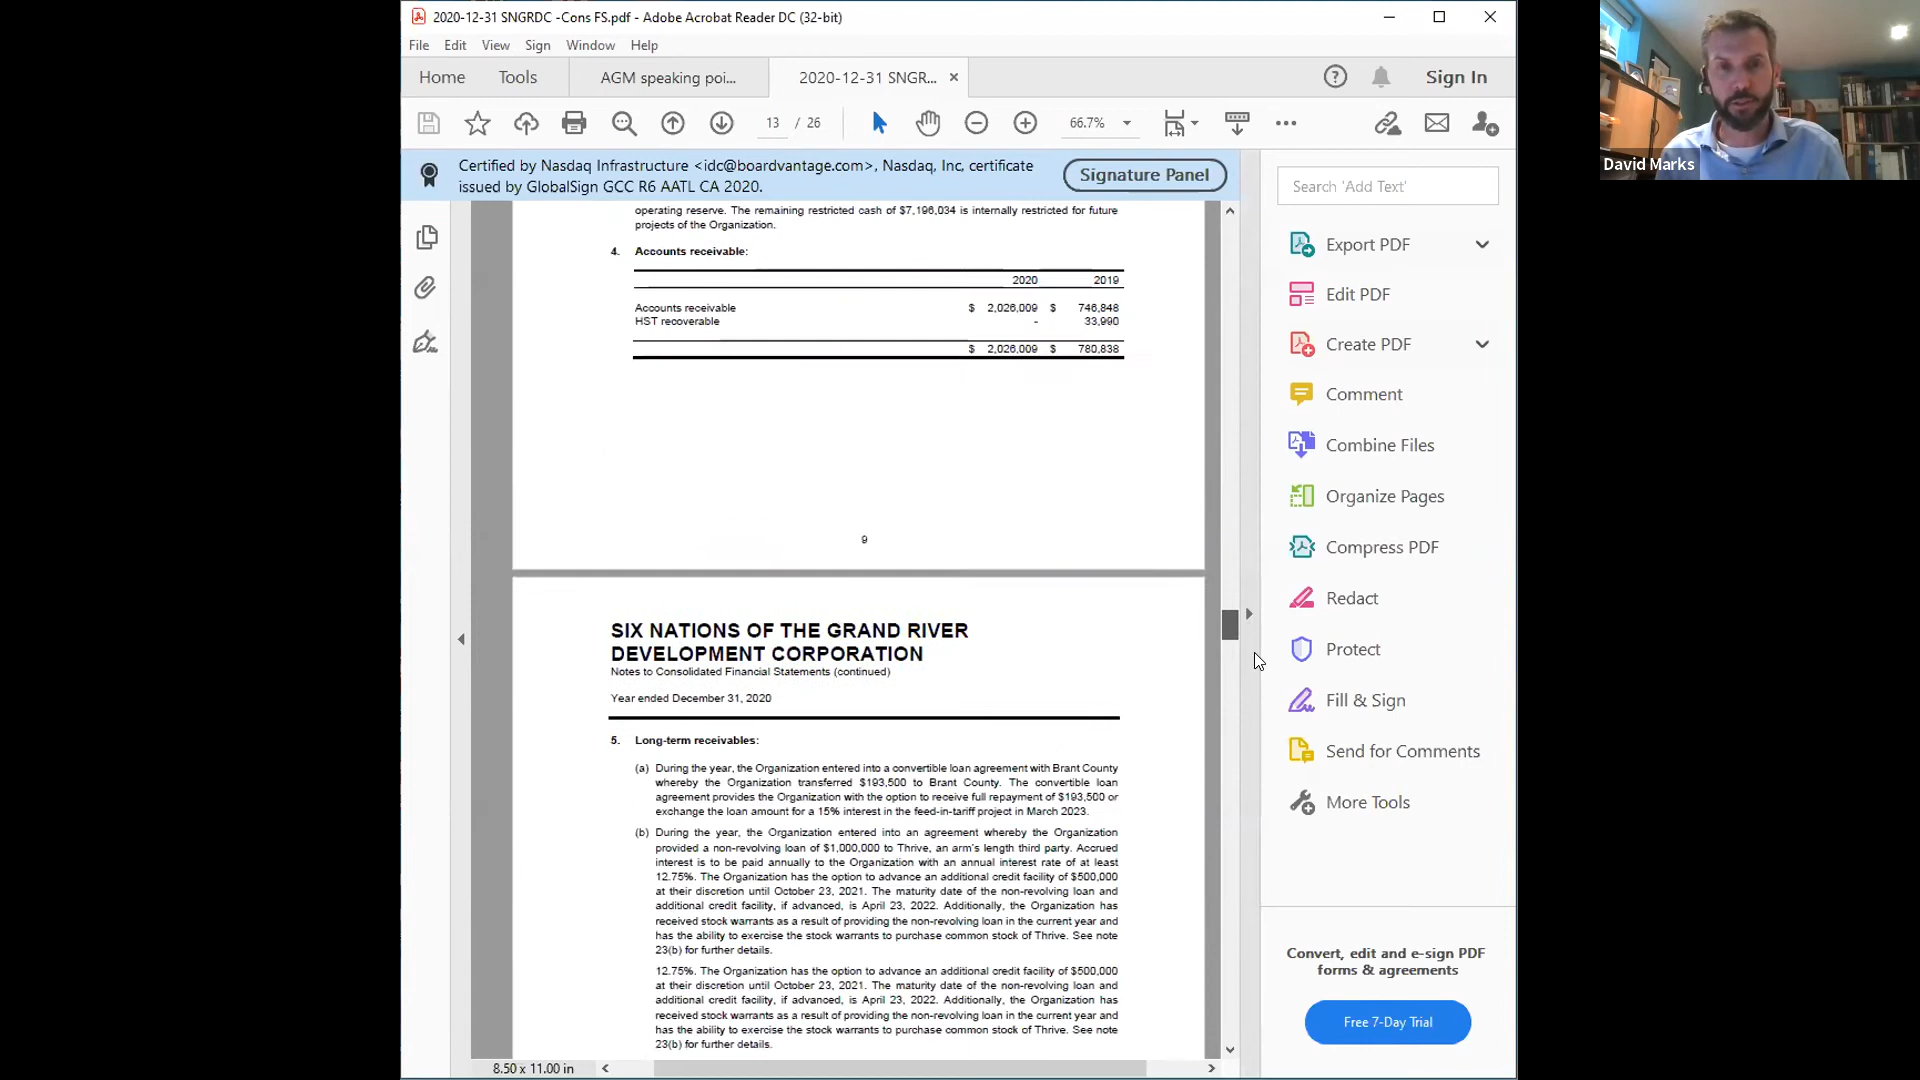 2020-12-31 SNGRDC -Cons FS.pdf - Adobe Acrobat Reader DC (32-bit)
File Edit View Sign Window Help
Home Tools AGM speaking poi... 2020-12-31 SNGR... Sign In
13 / 26 66.7%
Certified by Nasdaq Infrastructure <idc@boardvantage.com>, Nasdaq, Inc, certificate
issued by GlobalSign GCC R6 AATL CA 2020.
Signature Panel
operating reserve. The remaining restricted cash of $7,196,034 is internally restricted for future
projects of the Organization.
4. Accounts receivable:
2020 2019
Accounts receivable $ 2,026,009 $ 746,848
HST recoverable - 33,990
$ 2,026,009 $ 780,838
9
SIX NATIONS OF THE GRAND RIVER
DEVELOPMENT CORPORATION
Notes to Consolidated Financial Statements (continued)
Year ended December 31, 2020
5. Long-term receivables:
(a) During the year, the Organization entered into a convertible loan agreement with Brant County
whereby the Organization transferred $193,500 to Brant County. The convertible loan
agreement provides the Organization with the option to receive full repayment of $193,500 or
exchange the loan amount for a 15% interest in the feed-in-tariff project in March 2023.
(b) During the year, the Organization entered into an agreement whereby the Organization
provided a non-revolving loan of $1,000,000 to Thrive, an arm's length third party. Accrued
interest is to be paid annually to the Organization with an annual interest rate of at least
12.75%. The Organization has the option to advance an additional credit facility of $500,000
at their discretion until October 23, 2021. The maturity date of the non-revolving loan and
additional credit facility, if advanced, is April 23, 2022. Additionally, the Organization has
received stock warrants as a result of providing the non-revolving loan in the current year and
has the ability to exercise the stock warrants to purchase common stock of Thrive. See note
23(b) for further details.
12.75%. The Organization has the option to advance an additional credit facility of $500,000
at their discretion until October 23, 2021. The maturity date of the non-revolving loan and
additional credit facility, if advanced, is April 23, 2022. Additionally, the Organization has
received stock warrants as a result of providing the non-revolving loan in the current year and
has the ability to exercise the stock warrants to purchase common stock of Thrive. See note
23(b) for further details.
8.50 x 11.00 in
Search 'Add Text'
Export PDF
Edit PDF
Create PDF
Comment
Combine Files
Organize Pages
Compress PDF
Redact
Protect
Fill & Sign
Send for Comments
More Tools
Convert, edit and e-sign PDF
forms & agreements
Free 7-Day Trial
David Marks